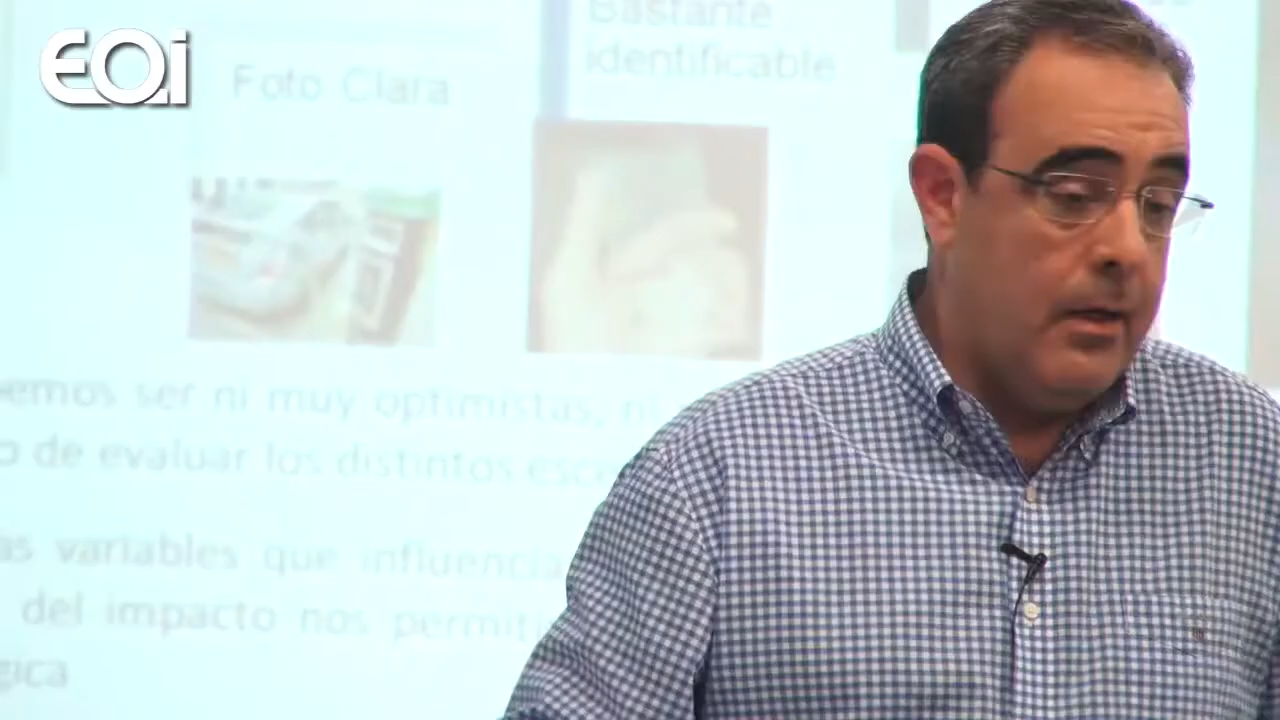 EOi
Bastante
identificable
Foto Clara
emos ser ni muy optimistas, ni
o de evaluar los distintos esce
as variables que influencia
del impacto nos permiti
gica